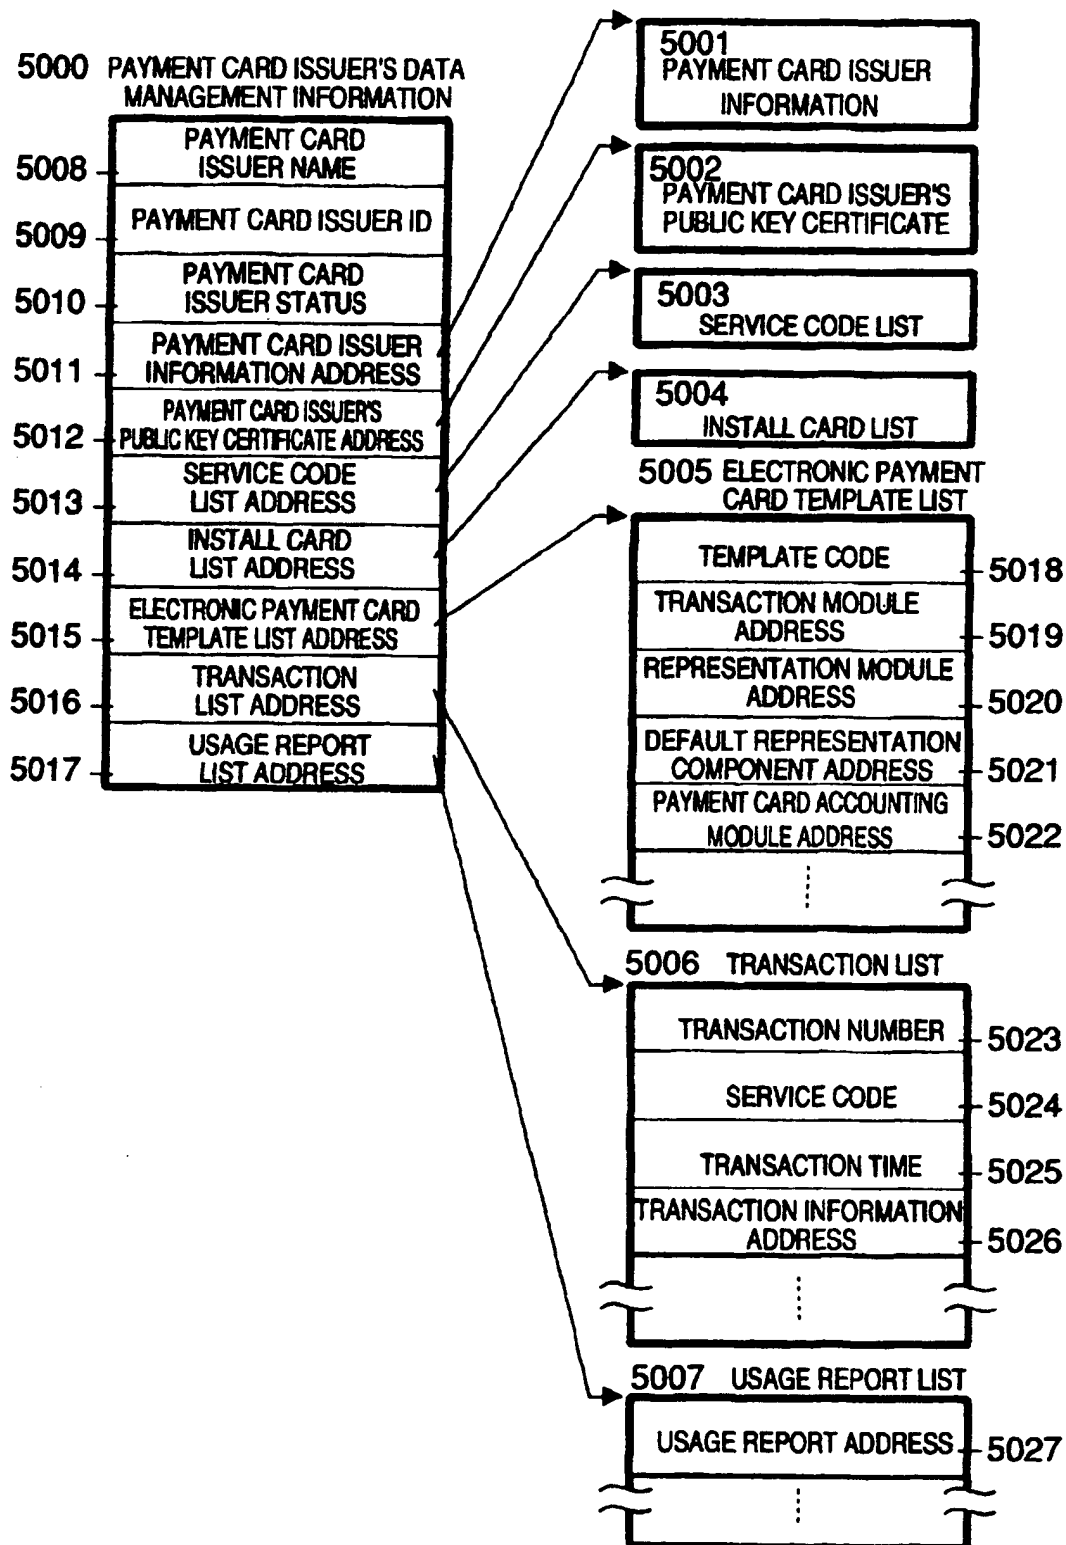 5000 PAYMENT CARD ISSUER'S DATA
MANAGEMENT INFORMATION
5008
PAYMENT CARD
ISSUER NAME
5009
PAYMENT CARD ISSUER ID
5010
PAYMENT CARD
ISSUER STATUS
5011
PAYMENT CARD ISSUER
INFORMATION ADDRESS
5012
PAYMENT CARD ISSUER'S
PUBLIC KEY CERTIFICATE ADDRESS
5013
SERVICE CODE
LIST ADDRESS
5014
INSTALL CARD
LIST ADDRESS
5015
ELECTRONIC PAYMENT CARD
TEMPLATE LIST ADDRESS
5016
TRANSACTION
LIST ADDRESS
5017
USAGE REPORT
LIST ADDRESS
5001
PAYMENT CARD ISSUER
INFORMATION
5002
PAYMENT CARD ISSUER'S
PUBLIC KEY CERTIFICATE
5003
SERVICE CODE LIST
5004
INSTALL CARD LIST
5005 ELECTRONIC PAYMENT
CARD TEMPLATE LIST
TEMPLATE CODE
5018
TRANSACTION MODULE
ADDRESS
5019
REPRESENTATION MODULE
ADDRESS
5020
DEFAULT REPRESENTATION
COMPONENT ADDRESS
5021
PAYMENT CARD ACCOUNTING
MODULE ADDRESS
5022
5006 TRANSACTION LIST
TRANSACTION NUMBER
5023
SERVICE CODE
5024
TRANSACTION TIME
5025
TRANSACTION INFORMATION
ADDRESS
5026
5007 USAGE REPORT LIST
USAGE REPORT ADDRESS
5027